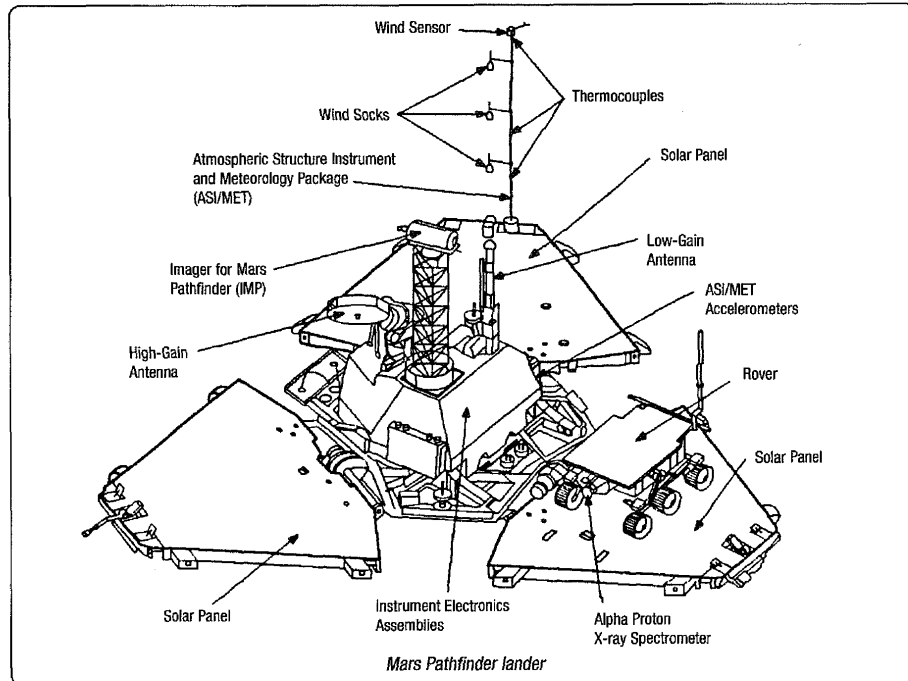 Wind Sensor
Thermocouples
Wind Socks
Atmospheric Structure Instrument
and Meteorology Package
(ASI/MET)
Solar Panel
Imager for Mars
Pathfinder (IMP)
Low-Gain
Antenna
ASI/MET
Accelerometers
High-Gain
Antenna
Rover
Solar Panel
Solar Panel
Instrument Electronics
Assemblies
Alpha Proton
X-ray Spectrometer
Mars Pathfinder lander